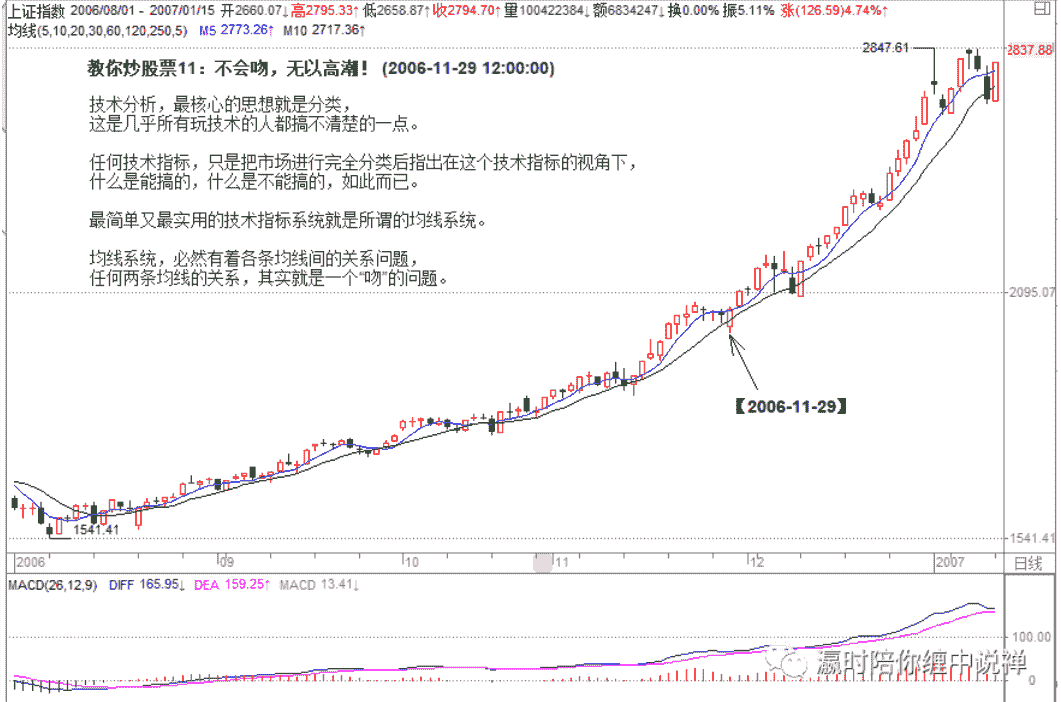 上证指数 2006/08/01 - 2007/01/15 开2660.07↓高2795.33↑低2658.87↑收2794.70↑量100422384↓额6834247↓换0.00% 振5.11% 涨(126.59)4.74%↑
均线(5,10,20,30,60,120,250,5) M5 2773.26↑ M10 2717.36↑
2847.61
2837.88
教你炒股票11：不会吻，无以高潮！ (2006-11-29 12:00:00)
技术分析，最核心的思想就是分类，
这是几乎所有玩技术的人都搞不清楚的一点。
任何技术指标，只是把市场进行完全分类后指出在这个技术指标的视角下，
什么是能搞的，什么是不能搞的，如此而已。
最简单又最实用的技术指标系统就是所谓的均线系统。
均线系统，必然有着各条均线间的关系问题，
任何两条均线的关系，其实就是一个“吻”的问题。
2095.07
【2006-11-29】
1541.41
1541.41
2006 09 10 11 12 2007 日线
MACD(26,12,9) DIFF 165.95↓ DEA 159.25↑ MACD 13.41↓
100.00
瀛时陪你缠中说弹
0